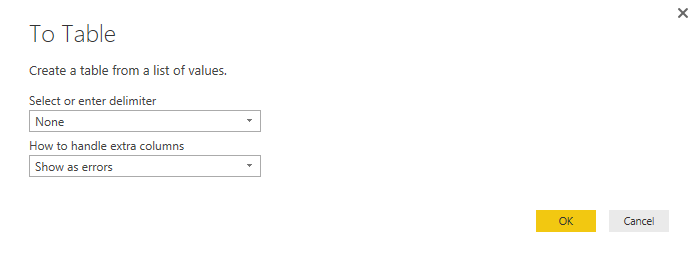 To Table
Create a table from a list of values.
Select or enter delimiter
None
How to handle extra columns
Show as errors
OK Cancel